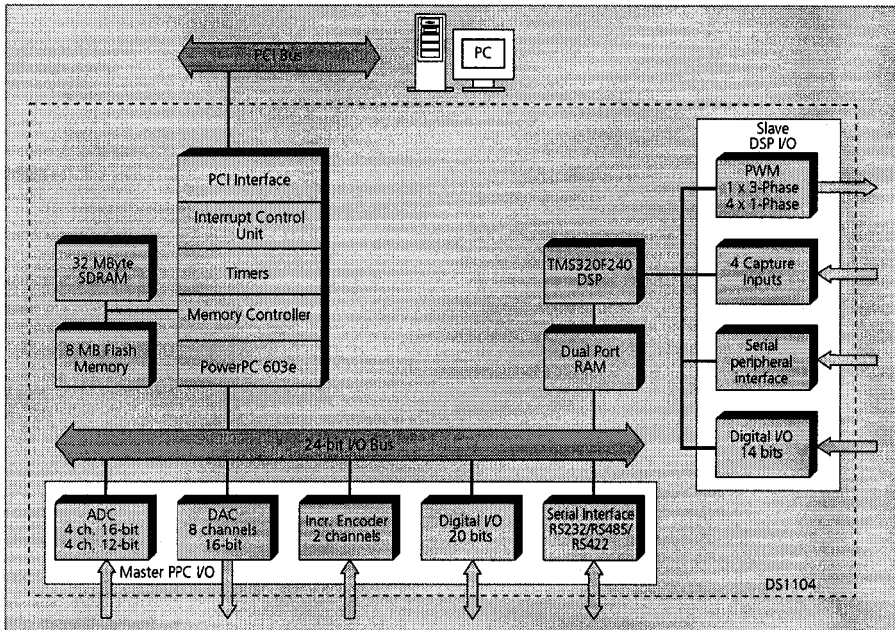 PCI Bus
PC
Slave
DSP I/O
PWM
1 x 3-Phase
4 x 1-Phase
PCI Interface
Interrupt Control
Unit
Timers
Memory Controller
PowerPC 603e
32 MByte
SDRAM
8 MB Flash
Memory
TMS320F240
DSP
4 Capture
Inputs
Dual Port
RAM
Serial
peripheral
interface
Digital I/O
14 bits
24-bit I/O Bus
ADC
4 ch. 16-bit
4 ch. 12-bit
DAC
8 channels
16-bit
Incr. Encoder
2 channels
Digital I/O
20 bits
Serial Interface
RS232/RS485/
RS422
Master PPC I/O
DS1104